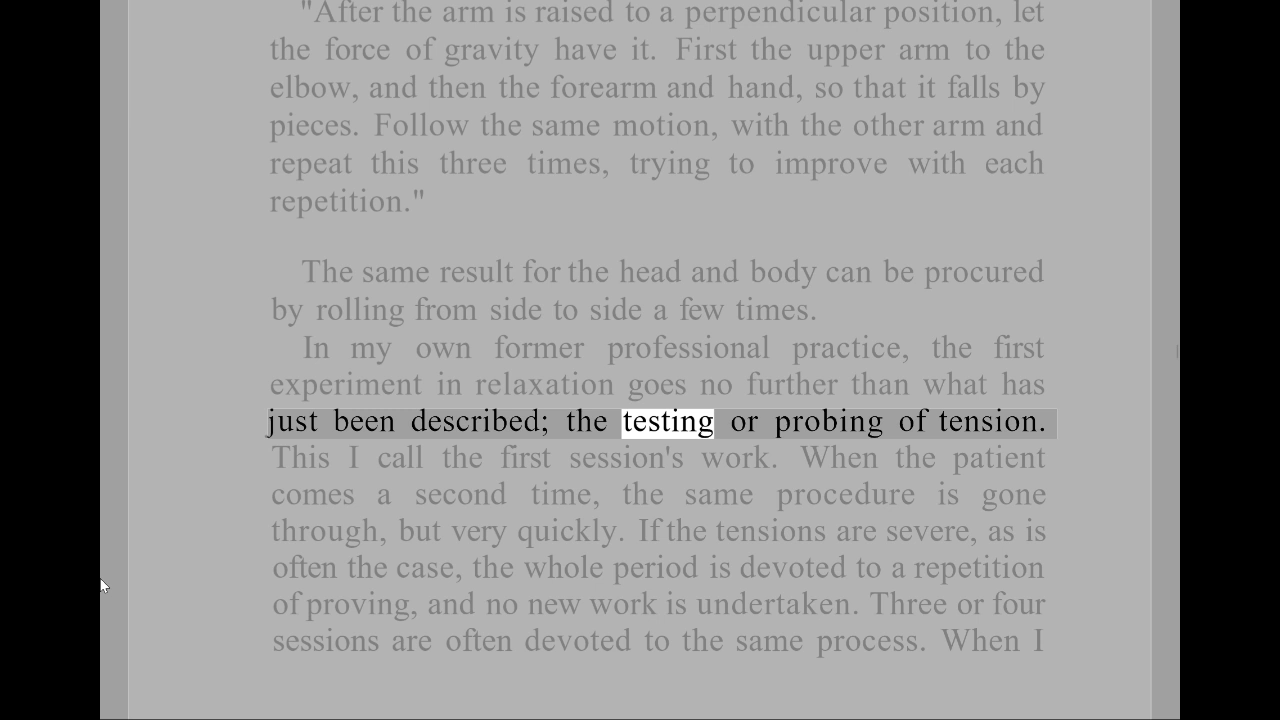 "After the arm is raised to a perpendicular position, let
the force of gravity have it. First the upper arm to the
elbow, and then the forearm and hand, so that it falls by
pieces. Follow the same motion, with the other arm and
repeat this three times, trying to improve with each
repetition."
The same result for the head and body can be procured
by rolling from side to side a few times.
In my own former professional practice, the first
experiment in relaxation goes no further than what has
just been described; the testing or probing of tension.
This I call the first session's work. When the patient
comes a second time, the same procedure is gone
through, but very quickly. If the tensions are severe, as is
often the case, the whole period is devoted to a repetition
of proving, and no new work is undertaken. Three or four
sessions are often devoted to the same process. When I